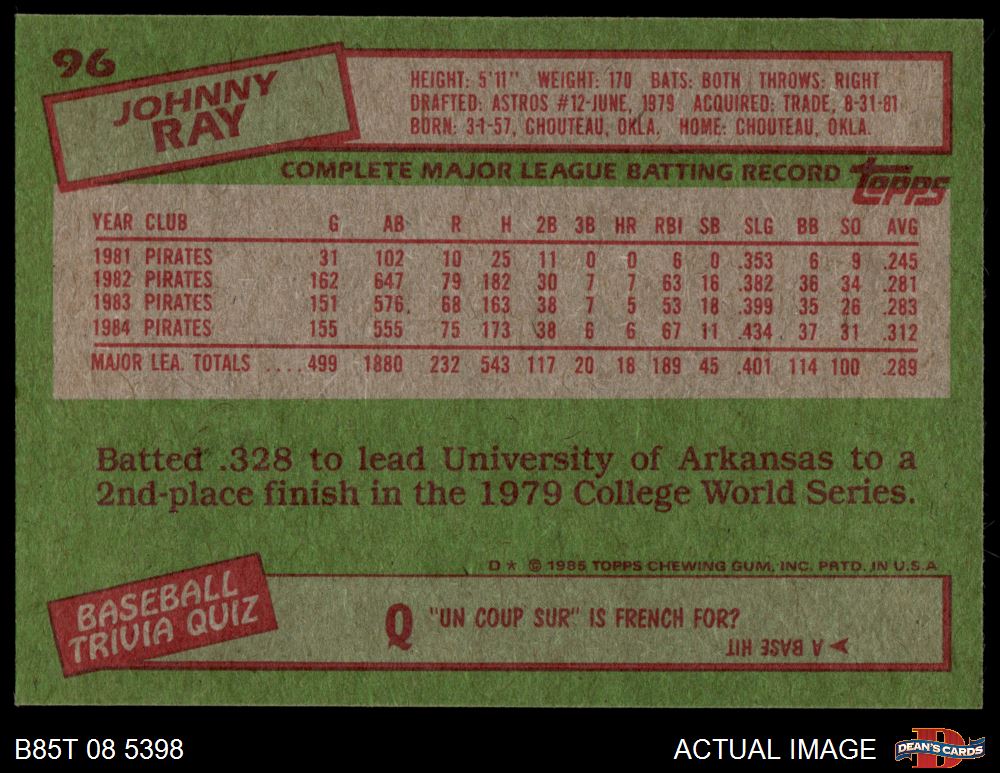 96
JOHNNY
RAY
HEIGHT: 5'11" WEIGHT: 170 BATS: BOTH THROWS: RIGHT
DRAFTED: ASTROS #12-JUNE, 1979 ACQUIRED: TRADE, 8-31-81
BORN: 3-1-57, CHOUTEAU, OKLA. HOME: CHOUTEAU, OKLA.
COMPLETE MAJOR LEAGUE BATTING RECORD topps
YEAR CLUB G AB R H 2B 3B HR RBI SB SLG BB SO AVG
1981 PIRATES 31 102 10 25 11 0 0 6 0 .353 6 9 .245
1982 PIRATES 162 647 79 182 30 7 7 63 16 .382 36 34 .281
1983 PIRATES 151 576 68 163 38 7 5 53 18 .399 35 26 .283
1984 PIRATES 155 555 75 173 38 6 6 67 11 .434 37 31 .312
MAJOR LEA. TOTALS ....499 1880 232 543 117 20 18 189 45 .401 114 100 .289
Batted .328 to lead University of Arkansas to a
2nd-place finish in the 1979 College World Series.
D * © 1985 TOPPS CHEWING GUM, INC. PRTD. IN U.S.A.
BASEBALL
TRIVIA QUIZ
Q "UN COUP SUR" IS FRENCH FOR?
A BASE HIT
B85T 08 5398
ACTUAL IMAGE
DEAN'S CARDS